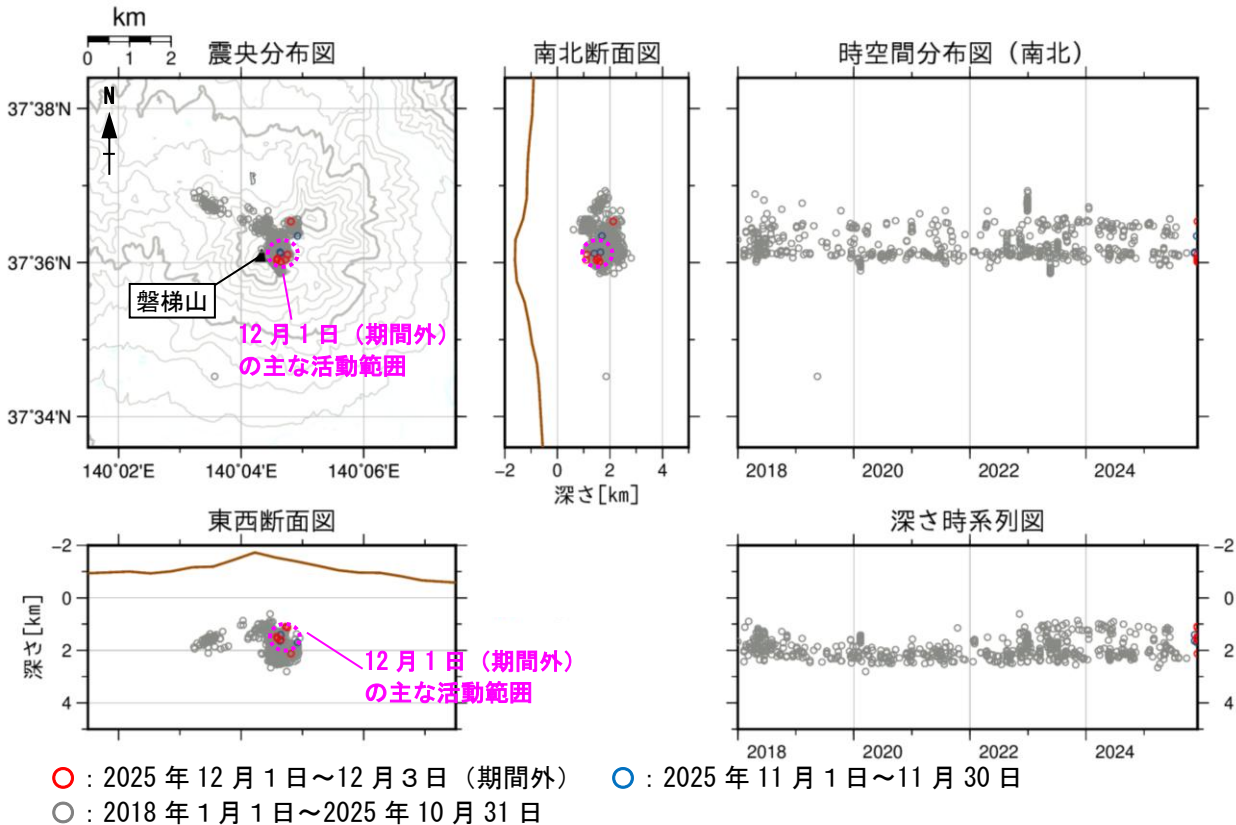 km
0 1 2
震央分布図
南北断面図
時空間分布図（南北）
N
37°38'N
37°36'N
37°34'N
磐梯山
12月１日（期間外）
の主な活動範囲
140°02'E 140°04'E 140°06'E
-2 0 2 4
深さ[km]
2018 2020 2022 2024
東西断面図
深さ時系列図
深さ[km]
-2
0
2
4
12月１日（期間外）
の主な活動範囲
-2
0
2
4
2018 2020 2022 2024
：2025 年 12 月１日～12 月３日（期間外）
：2025 年 11 月１日～11 月 30 日
：2018 年１月１日～2025 年 10 月 31 日